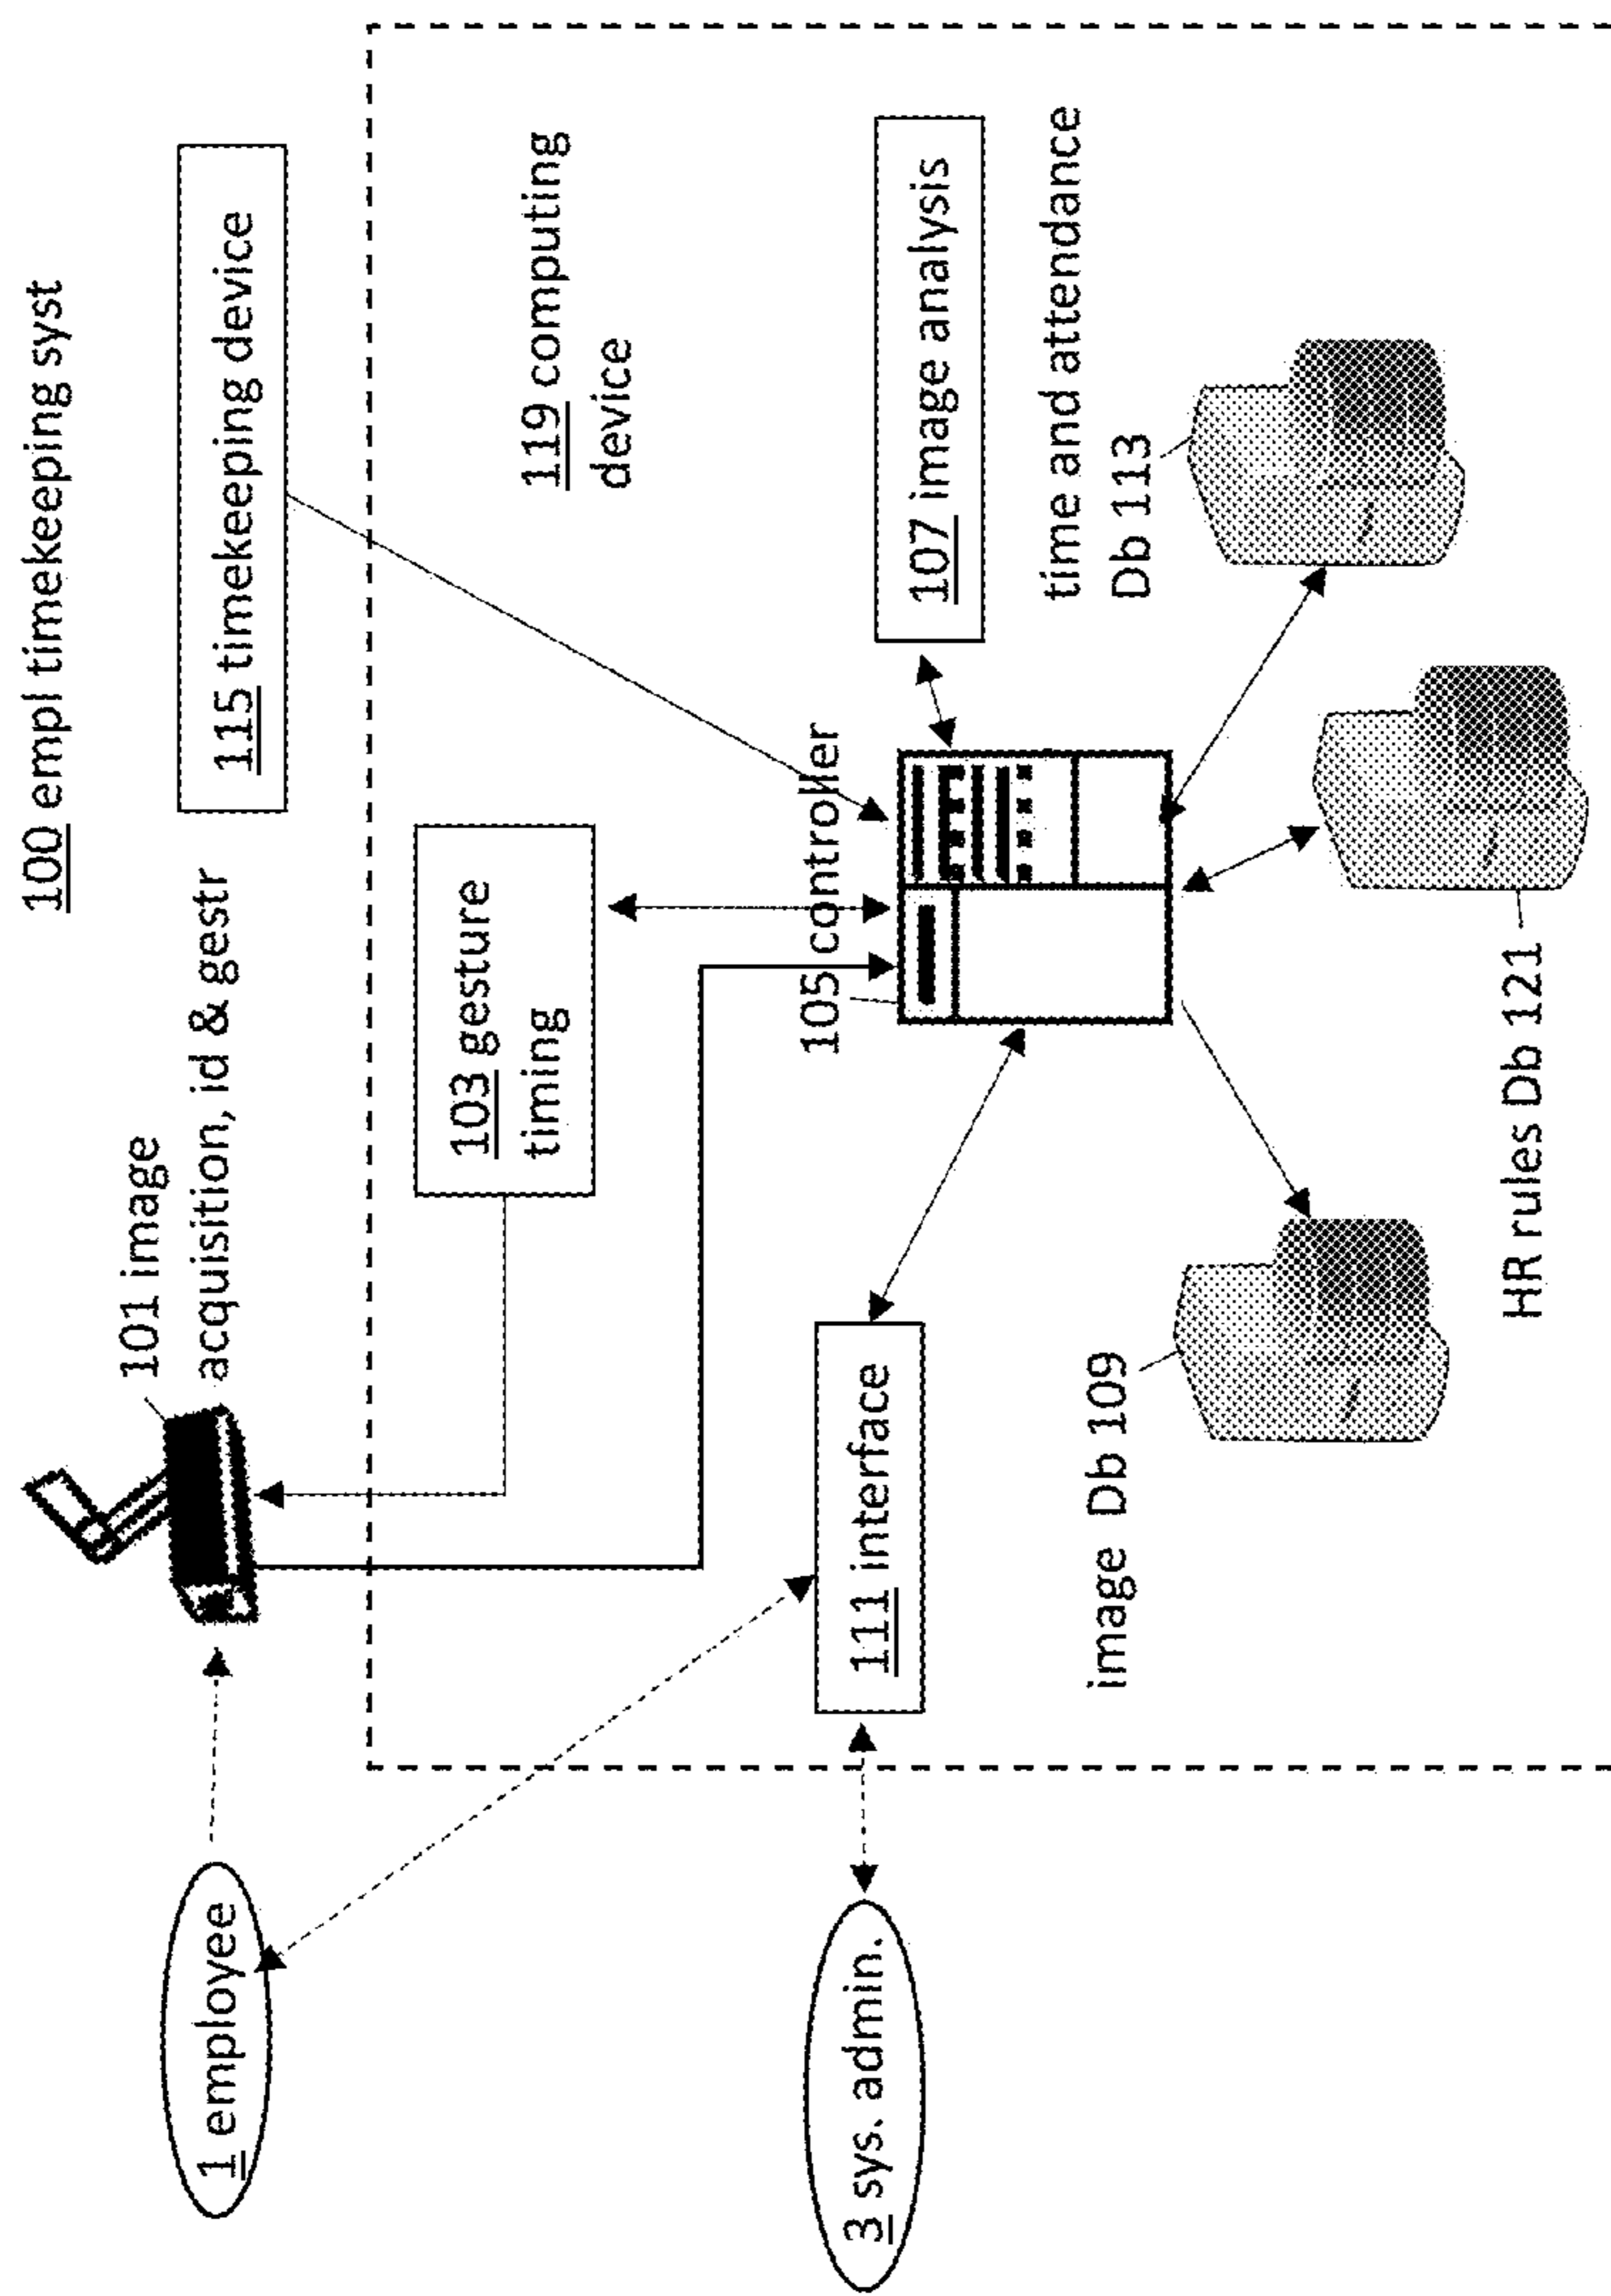 100 empl timekeeping syst
101 image
acquisition, id & gestr
115 timekeeping device
1 employee
103 gesture
timing
119 computing
device
105 controller
3 sys. admin.
111 interface
107 image analysis
time and attendance
Db 113
image Db 109
HR rules Db 121